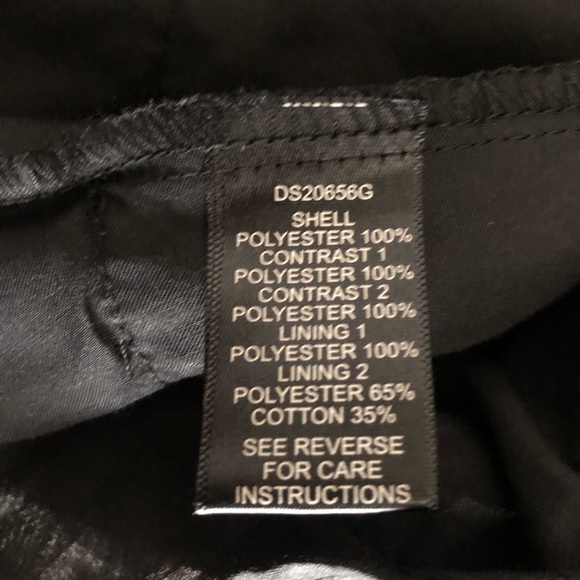 DS20656G
SHELL
POLYESTER 100%
CONTRAST 1
POLYESTER 100%
CONTRAST 2
POLYESTER 100%
LINING 1
POLYESTER 100%
LINING 2
POLYESTER 65%
COTTON 35%
SEE REVERSE
FOR CARE
INSTRUCTIONS